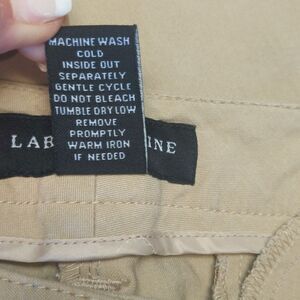 MACHINE WASH
COLD
INSIDE OUT
SEPARATELY
GENTLE CYCLE
DO NOT BLEACH
TUMBLE DRY LOW
REMOVE
PROMPTLY
WARM IRON
IF NEEDED
LAB INE